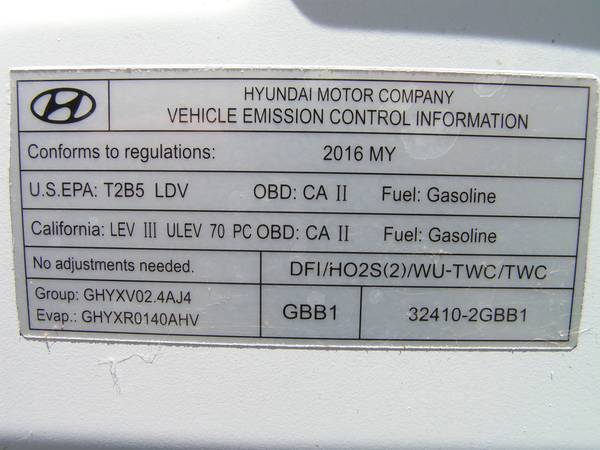 HYUNDAI MOTOR COMPANY
VEHICLE EMISSION CONTROL INFORMATION
Conforms to regulations: 2016 MY
U.S.EPA: T2B5 LDV OBD: CA II Fuel: Gasoline
California: LEV III ULEV 70 PC OBD: CA II Fuel: Gasoline
No adjustments needed. DFI/HO2S(2)/WU-TWC/TWC
Group: GHYXV02.4AJ4
Evap.: GHYXR0140AHV
GBB1 32410-2GBB1